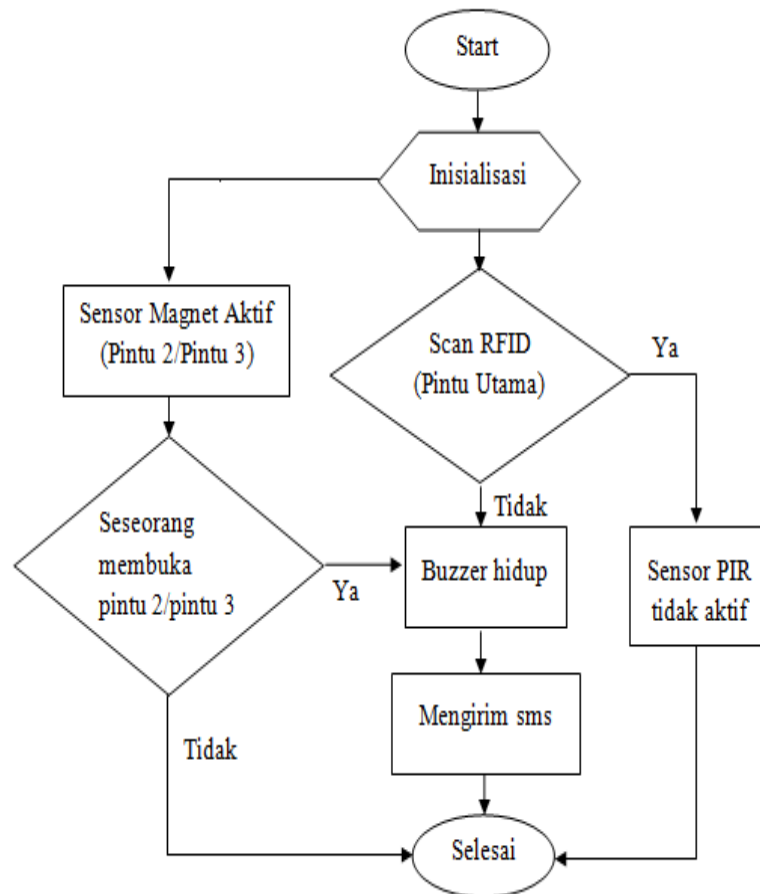 Start
Inisialisasi
Sensor Magnet Aktif
(Pintu 2/Pintu 3)
Scan RFID
(Pintu Utama)
Ya
Tidak
Seseorang
membuka
pintu 2/pintu 3
Ya
Buzzer hidup
Sensor PIR
tidak aktif
Mengirim sms
Tidak
Selesai